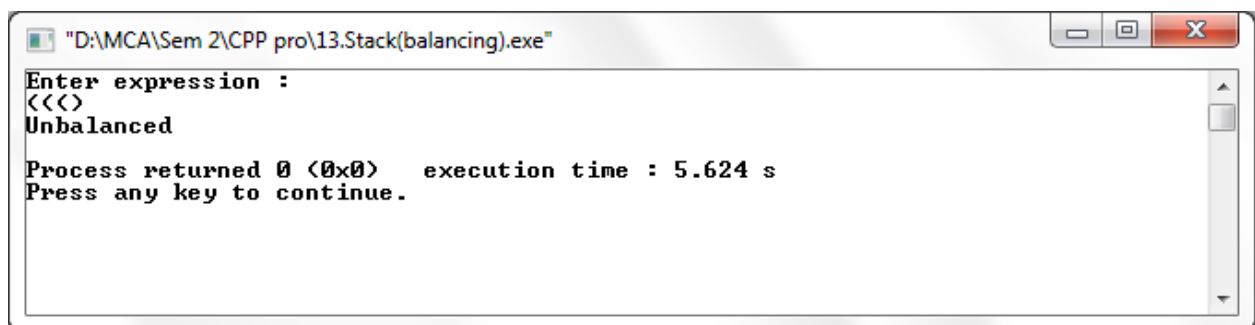 "D:\MCA\Sem 2\CPP pro\13.Stack(balancing).exe"
Enter expression :
((()
Unbalanced
Process returned 0 (0x0)   execution time : 5.624 s
Press any key to continue.